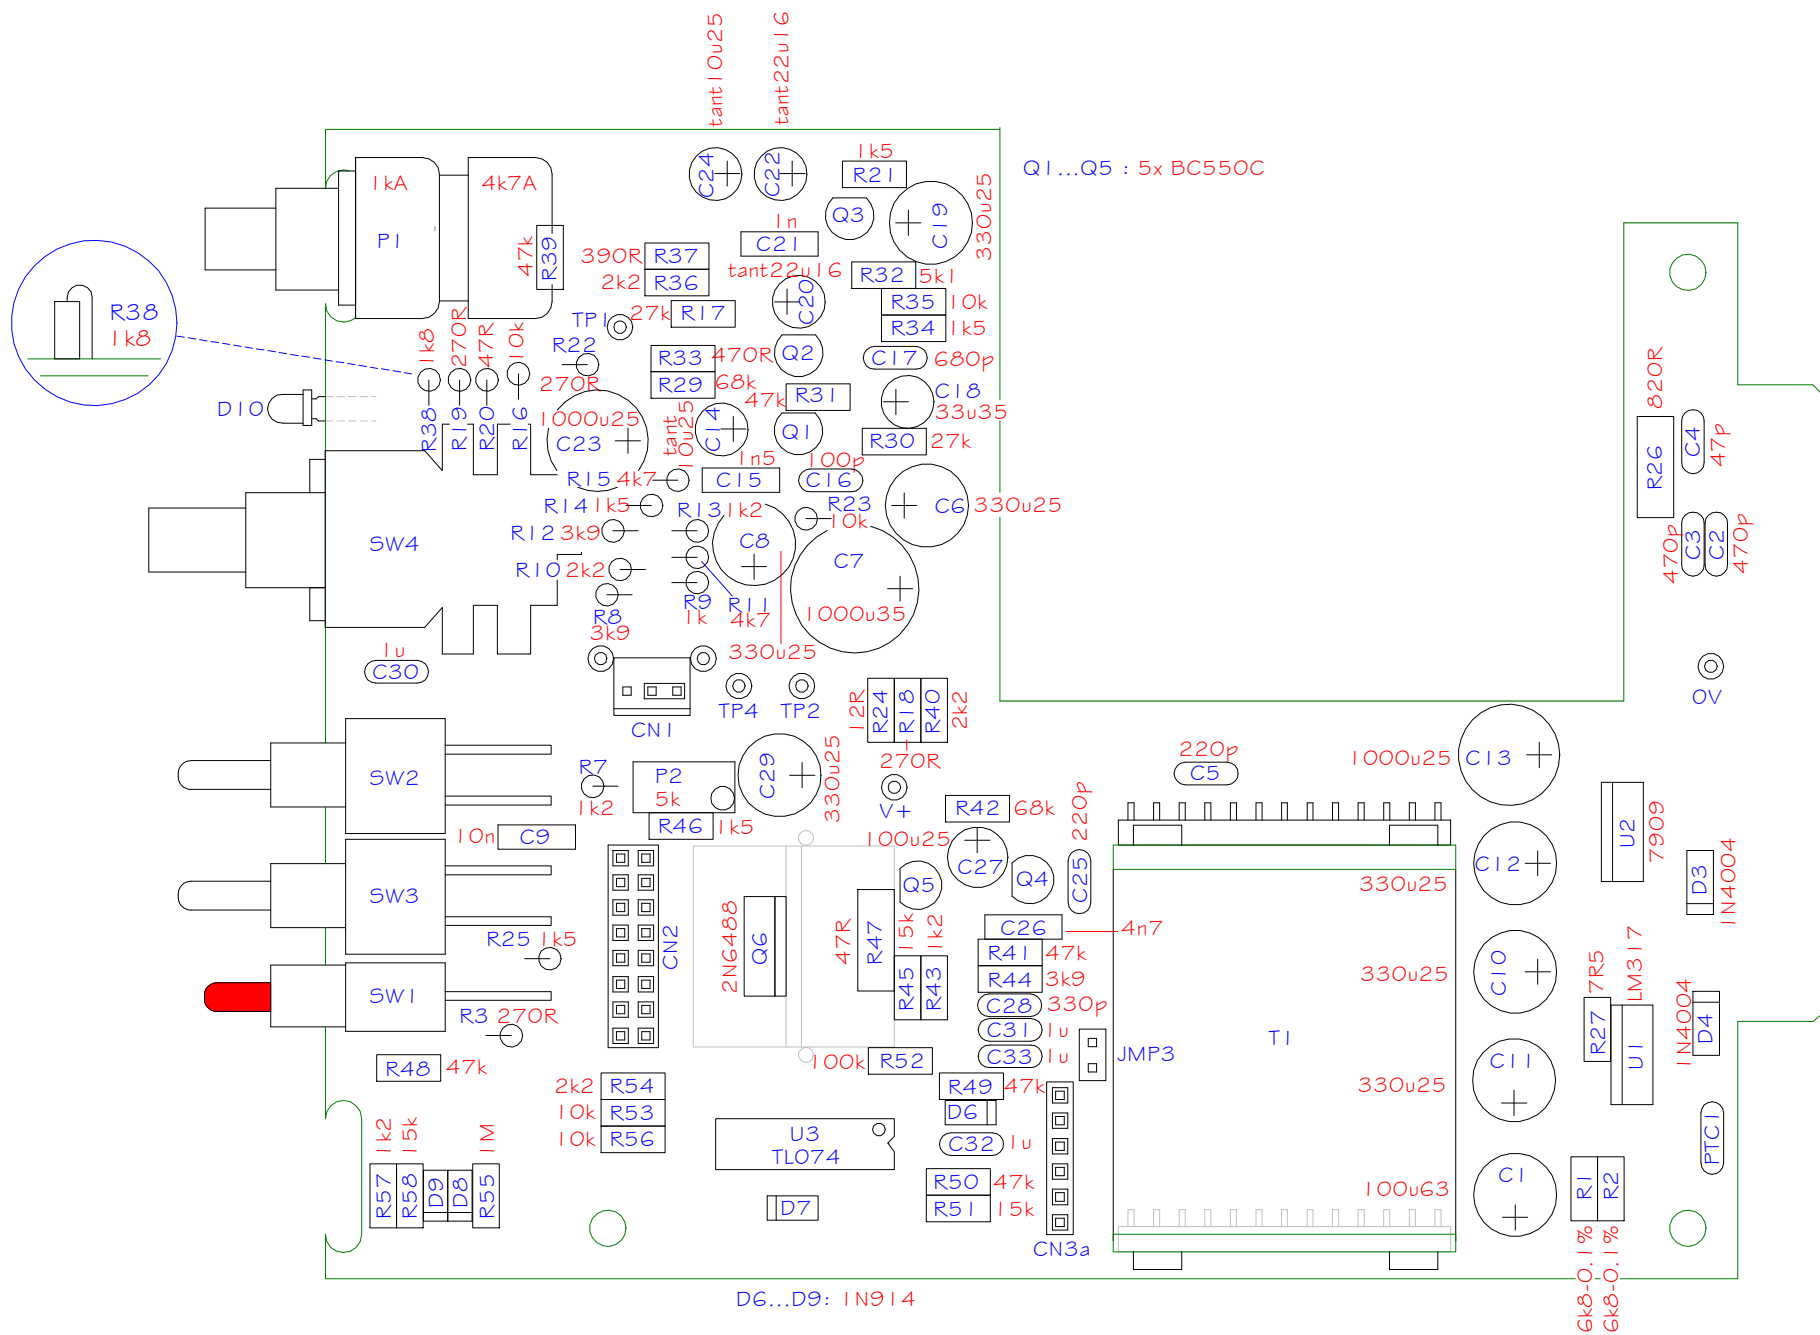 tant10u25
tant22u16
Q1...Q5 : 5x BC550C
1k5
R21
C24
C22
Q3
C19
330u25
1kA
4k7A
P1
47k
R39
1n
C21
390R
R37
2k2
R36
tant22u16
R32
5k1
C20
R35
10k
R34
1k5
27k
R17
TP1
R38
1k8
R22
1k8
270R
47R
10k
R33
470R
R29
68k
Q2
C17
680p
270R
47k
R31
C18
33u35
D10
R38
R19
R20
R16
1000u25
C23
tant
10u25
C14
Q1
R30
27k
820R
R26
C4
47p
1n5
100p
R15
4k7
C15
C16
R14
1k5
R13
1k2
R23
10k
C6
330u25
R12
3k9
SW4
C8
C7
470p
C3
C2
470p
R10
2k2
R8
3k9
R9
1k
R11
4k7
1000u35
330u25
1u
C30
CN1
TP4
TP2
12R
R24
R18
R40
2k2
270R
0V
SW2
R7
1k2
P2
5k
C29
330u25
V+
220p
C5
1000u25
C13
R46
1k5
R42
68k
220p
10n
C9
100u25
C27
Q5
Q4
C25
C12
330u25
U2
7909
D3
1N4004
SW3
R25
1k5
CN2
2N6488
Q6
47R
R47
15k
1k2
R45
R43
C26
4n7
R41
47k
R44
3k9
C28
330p
C31
1u
C33
1u
JMP3
T1
C10
330u25
7R5
LM317
R27
U1
1N4004
D4
SW1
R3
270R
R48
47k
100k
R52
2k2
R54
10k
R53
10k
R56
R49
47k
D6
C32
1u
U3
TL074
C11
330u25
PTC1
1k2
15k
1M
R57
R58
D9
D8
R55
D7
R50
47k
R51
15k
CN3a
100u63
C1
R1
R2
6k8-0.1%
6k8-0.1%
D6...D9: 1N914